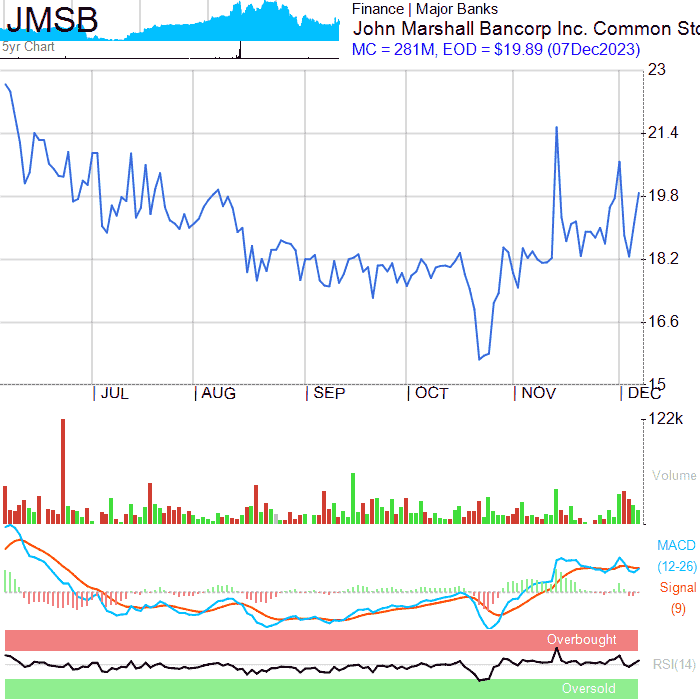 JMSB
5yr Chart
Finance | Major Banks
John Marshall Bancorp Inc. Common Sto
MC = 281M, EOD = $19.89 (07Dec2023)
23
21.4
19.8
18.2
16.6
15
JUL
AUG
SEP
OCT
NOV
DEC
122k
Volume
MACD
(12-26)
Signal
(9)
Overbought
RSI(14)
Oversold